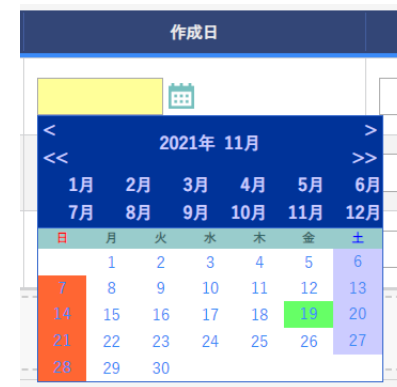 作成日
< 2021年 11月 >
<< >>
1月 2月 3月 4月 5月 6月
7月 8月 9月 10月 11月 12月
日 月 火 水 木 金 土
1 2 3 4 5 6
7 8 9 10 11 12 13
14 15 16 17 18 19 20
21 22 23 24 25 26 27
28 29 30